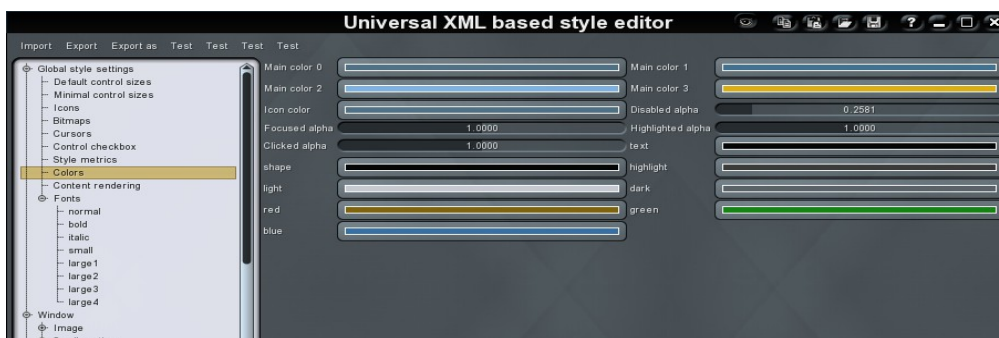 Universal XML based style editor
Import Export Export as Test Test Test Test
Global style settings
Default control sizes
Minimal control sizes
Icons
Bitmaps
Cursors
Control checkbox
Style metrics
Colors
Content rendering
Fonts
normal
bold
italic
small
large1
large2
large3
large4
Window
Image
Main color 0 Main color 1
Main color 2 Main color 3
Icon color Disabled alpha 0.2581
Focused alpha 1.0000 Highlighted alpha 1.0000
Clicked alpha 1.0000 text
shape highlight
light dark
red green
blue